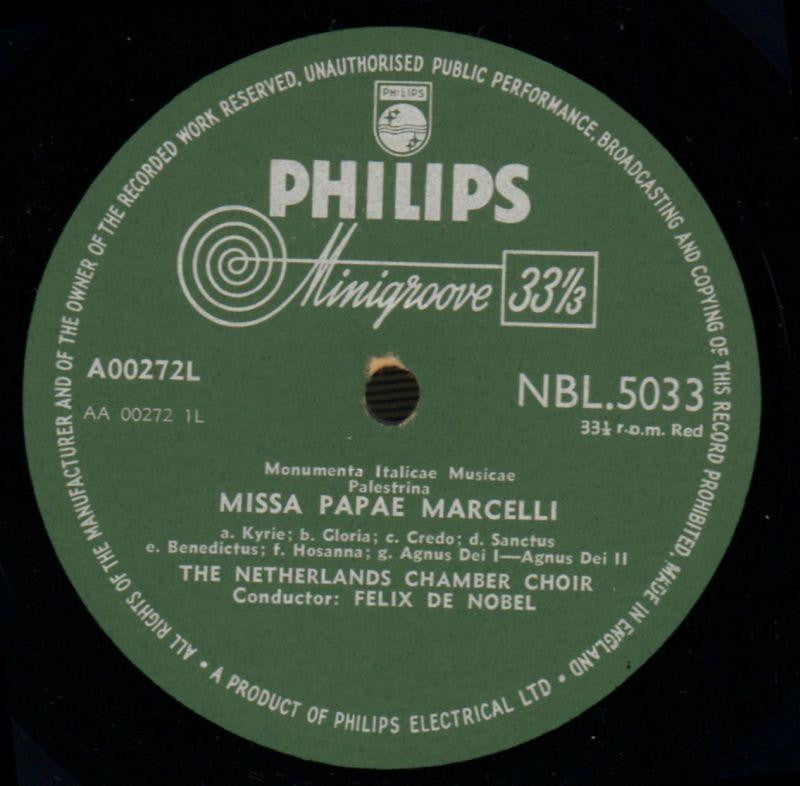 ALL RIGHTS OF THE MANUFACTURER AND OF THE OWNER OF THE RECORDED WORK RESERVED, UNAUTHORISED PUBLIC PERFORMANCE, BROADCASTING AND COPYING OF THIS RECORD PROHIBITED. MADE IN ENGLAND
PHILIPS
PHILIPS
Minigroove 33⅓
A00272L
NBL.5033
AA 00272 1L
33⅓ r.p.m. Red
Monumenta Italicae Musicae
Palestrina
MISSA PAPAE MARCELLI
a. Kyrie; b. Gloria; c. Credo; d. Sanctus
e. Benedictus; f. Hosanna; g. Agnus Dei I—Agnus Dei II
THE NETHERLANDS CHAMBER CHOIR
Conductor: FELIX DE NOBEL
• A PRODUCT OF PHILIPS ELECTRICAL LTD •